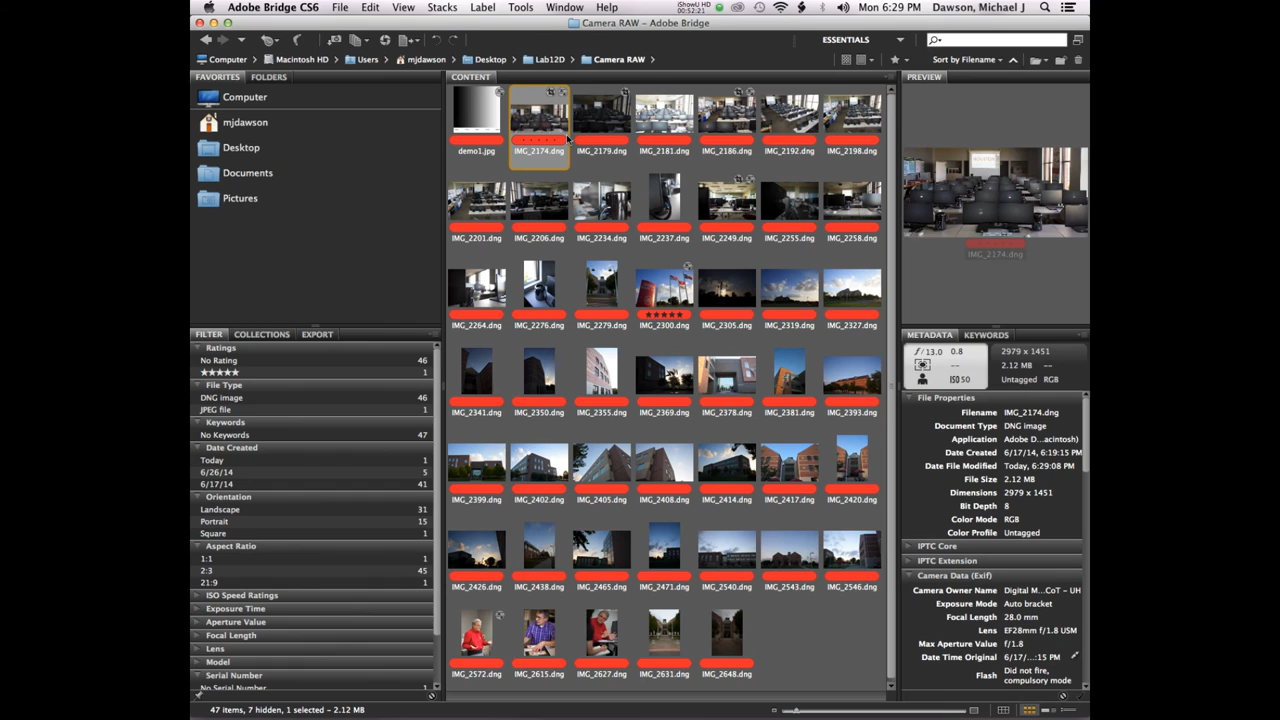 Adobe Bridge CS6 File Edit View Stacks Label Tools Window Help iShowU HD 00:52:21 Mon 6:29 PM Dawson, Michael J
Camera RAW – Adobe Bridge
ESSENTIALS
Computer Macintosh HD Users mjdawson Desktop Lab12D Camera RAW Sort by Filename
FAVORITES FOLDERS CONTENT PREVIEW
Computer
mjdawson
Desktop
Documents
Pictures
demo1.jpg IMG_2174.dng IMG_2179.dng IMG_2181.dng IMG_2186.dng IMG_2192.dng IMG_2198.dng
IMG_2201.dng IMG_2206.dng IMG_2234.dng IMG_2237.dng IMG_2249.dng IMG_2255.dng IMG_2258.dng
IMG_2264.dng IMG_2276.dng IMG_2279.dng IMG_2300.dng IMG_2305.dng IMG_2319.dng IMG_2327.dng
IMG_2341.dng IMG_2350.dng IMG_2355.dng IMG_2369.dng IMG_2378.dng IMG_2381.dng IMG_2393.dng
IMG_2399.dng IMG_2402.dng IMG_2405.dng IMG_2408.dng IMG_2414.dng IMG_2417.dng IMG_2420.dng
IMG_2426.dng IMG_2438.dng IMG_2465.dng IMG_2471.dng IMG_2540.dng IMG_2543.dng IMG_2546.dng
IMG_2572.dng IMG_2615.dng IMG_2627.dng IMG_2631.dng IMG_2648.dng
IMG_2174.dng
FILTER COLLECTIONS EXPORT
Ratings
No Rating 46
★★★★★ 1
File Type
DNG image 46
JPEG file 1
Keywords
No Keywords 47
Date Created
Today 1
6/26/14 5
6/17/14 41
Orientation
Landscape 31
Portrait 15
Square 1
Aspect Ratio
1:1 1
2:3 45
21:9 1
ISO Speed Ratings
Exposure Time
Aperture Value
Focal Length
Lens
Model
Serial Number
No Serial Number
METADATA KEYWORDS
f/13.0 0.8 2979 x 1451
-- 2.12 MB --
ISO 50 Untagged RGB
File Properties
Filename IMG_2174.dng
Document Type DNG image
Application Adobe D...acintosh)
Date Created 6/17/14, 6:19:15 PM
Date File Modified Today, 6:29:08 PM
File Size 2.12 MB
Dimensions 2979 x 1451
Bit Depth 8
Color Mode RGB
Color Profile Untagged
IPTC Core
IPTC Extension
Camera Data (Exif)
Camera Owner Name Digital M...CoT - UH
Exposure Mode Auto bracket
Focal Length 28.0 mm
Lens EF28mm f/1.8 USM
Max Aperture Value f/1.8
Date Time Original 6/17/...:15 PM
Flash Did not fire, compulsory mode
47 items, 7 hidden, 1 selected - 2.12 MB